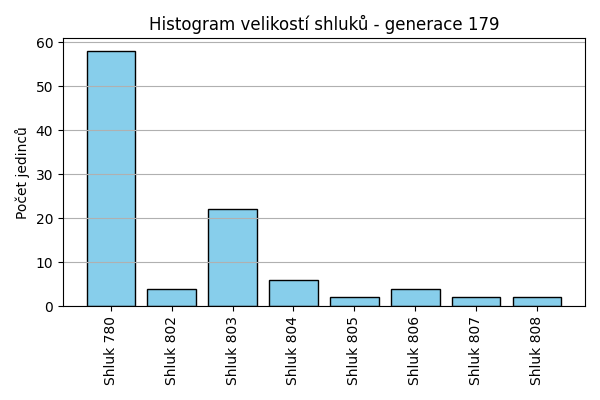 Histogram velikostí shluků - generace 179
Počet jedinců
60
50
40
30
20
10
0
Shluk 780
Shluk 802
Shluk 803
Shluk 804
Shluk 805
Shluk 806
Shluk 807
Shluk 808